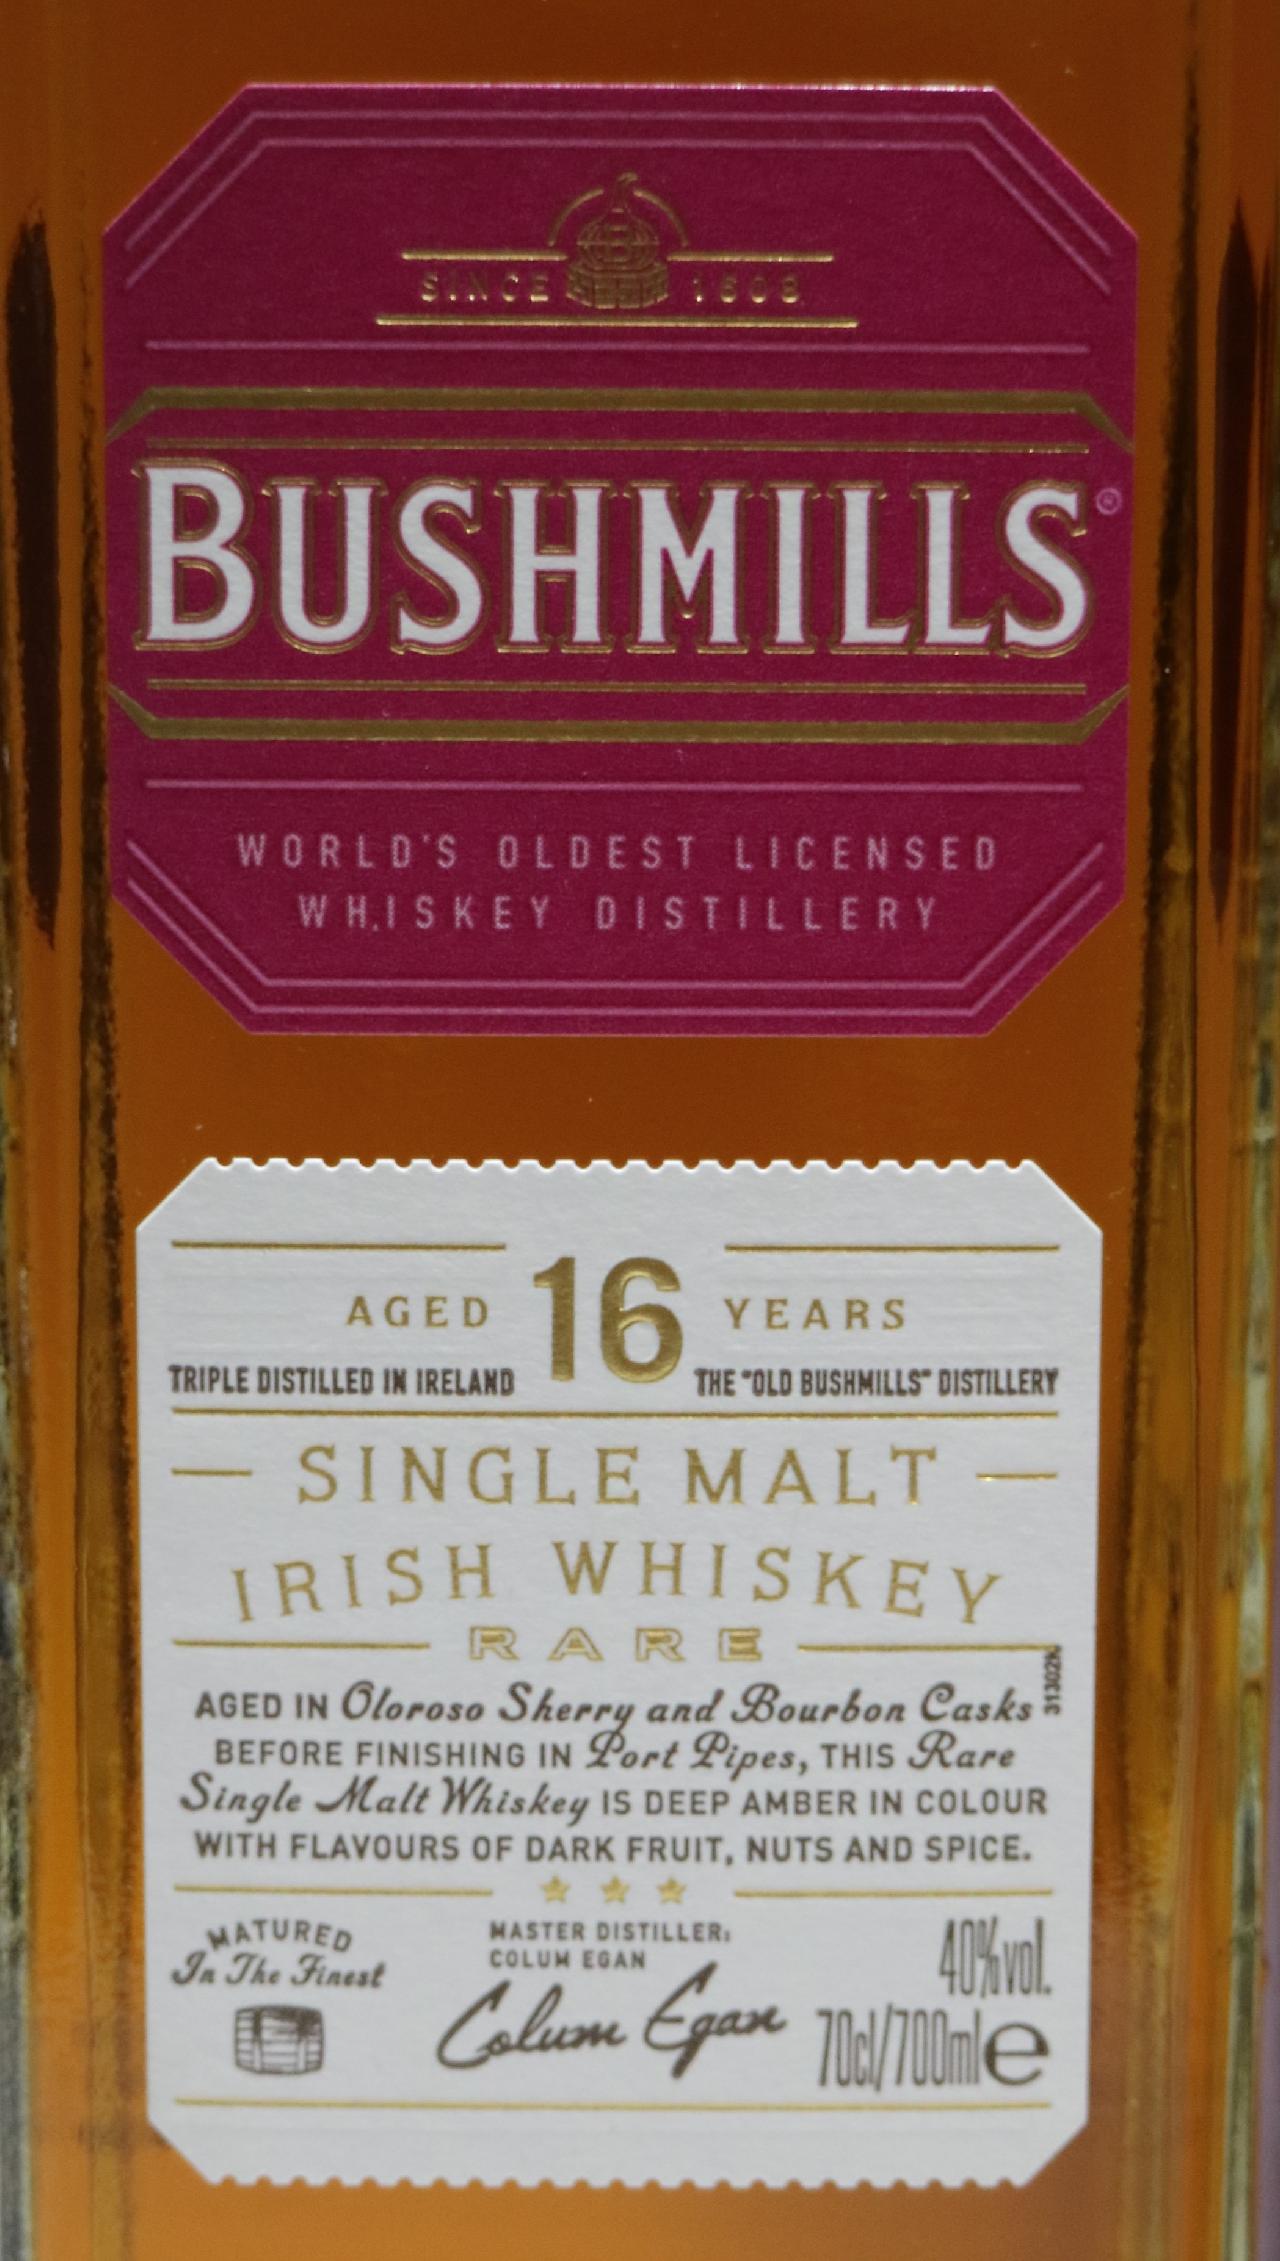 SINCE 1608
BUSHMILLS®
WORLD'S OLDEST LICENSED
WHISKEY DISTILLERY
AGED 16 YEARS
TRIPLE DISTILLED IN IRELAND THE "OLD BUSHMILLS" DISTILLERY
SINGLE MALT
IRISH WHISKEY
RARE
31302K
AGED IN Oloroso Sherry and Bourbon Casks
BEFORE FINISHING IN Port Pipes, THIS Rare
Single Malt Whiskey IS DEEP AMBER IN COLOUR
WITH FLAVOURS OF DARK FRUIT, NUTS AND SPICE.
MATURED
In The Finest
MASTER DISTILLER:
COLUM EGAN
Colum Egan
40%vol.
70cl/700ml e